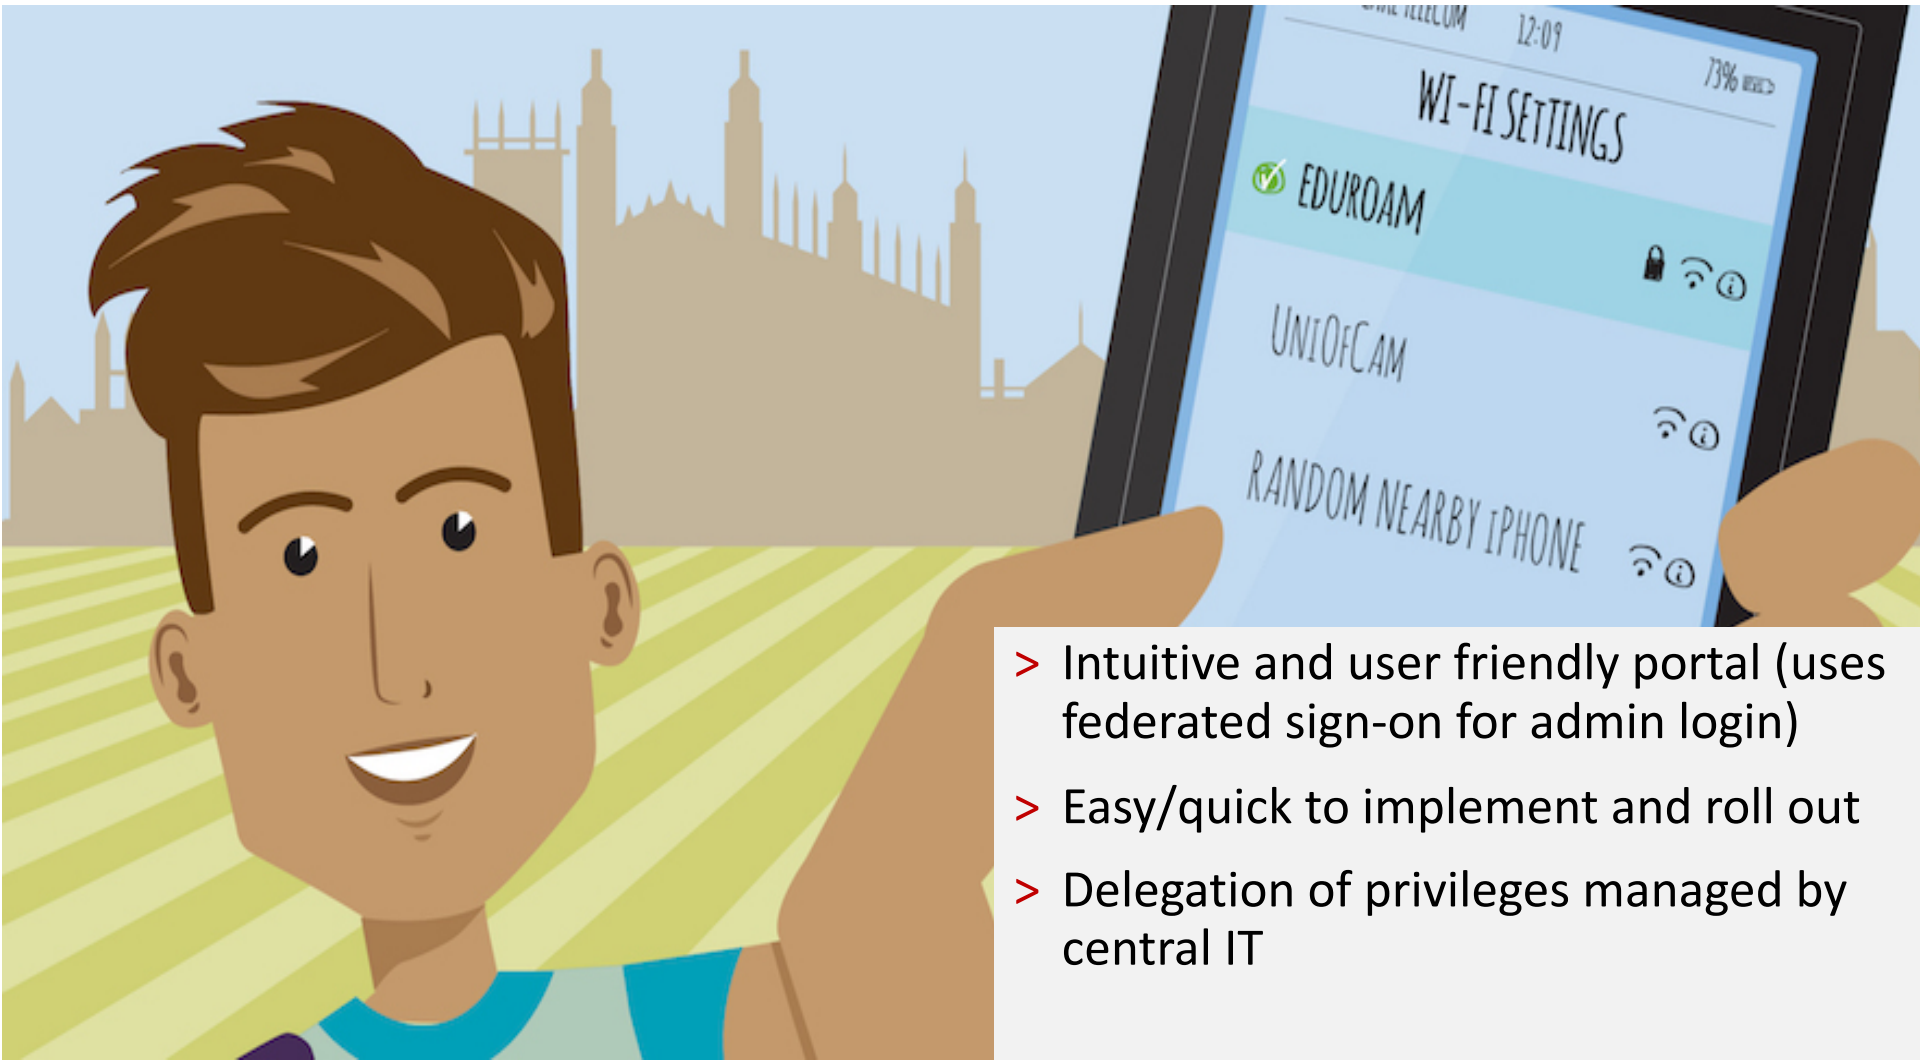 TELECOM 12:09 73%
WI-FI SETTINGS
EDUROAM
UNIOFCAM
RANDOM NEARBY iPHONE
> Intuitive and user friendly portal (uses
federated sign-on for admin login)
> Easy/quick to implement and roll out
> Delegation of privileges managed by
central IT